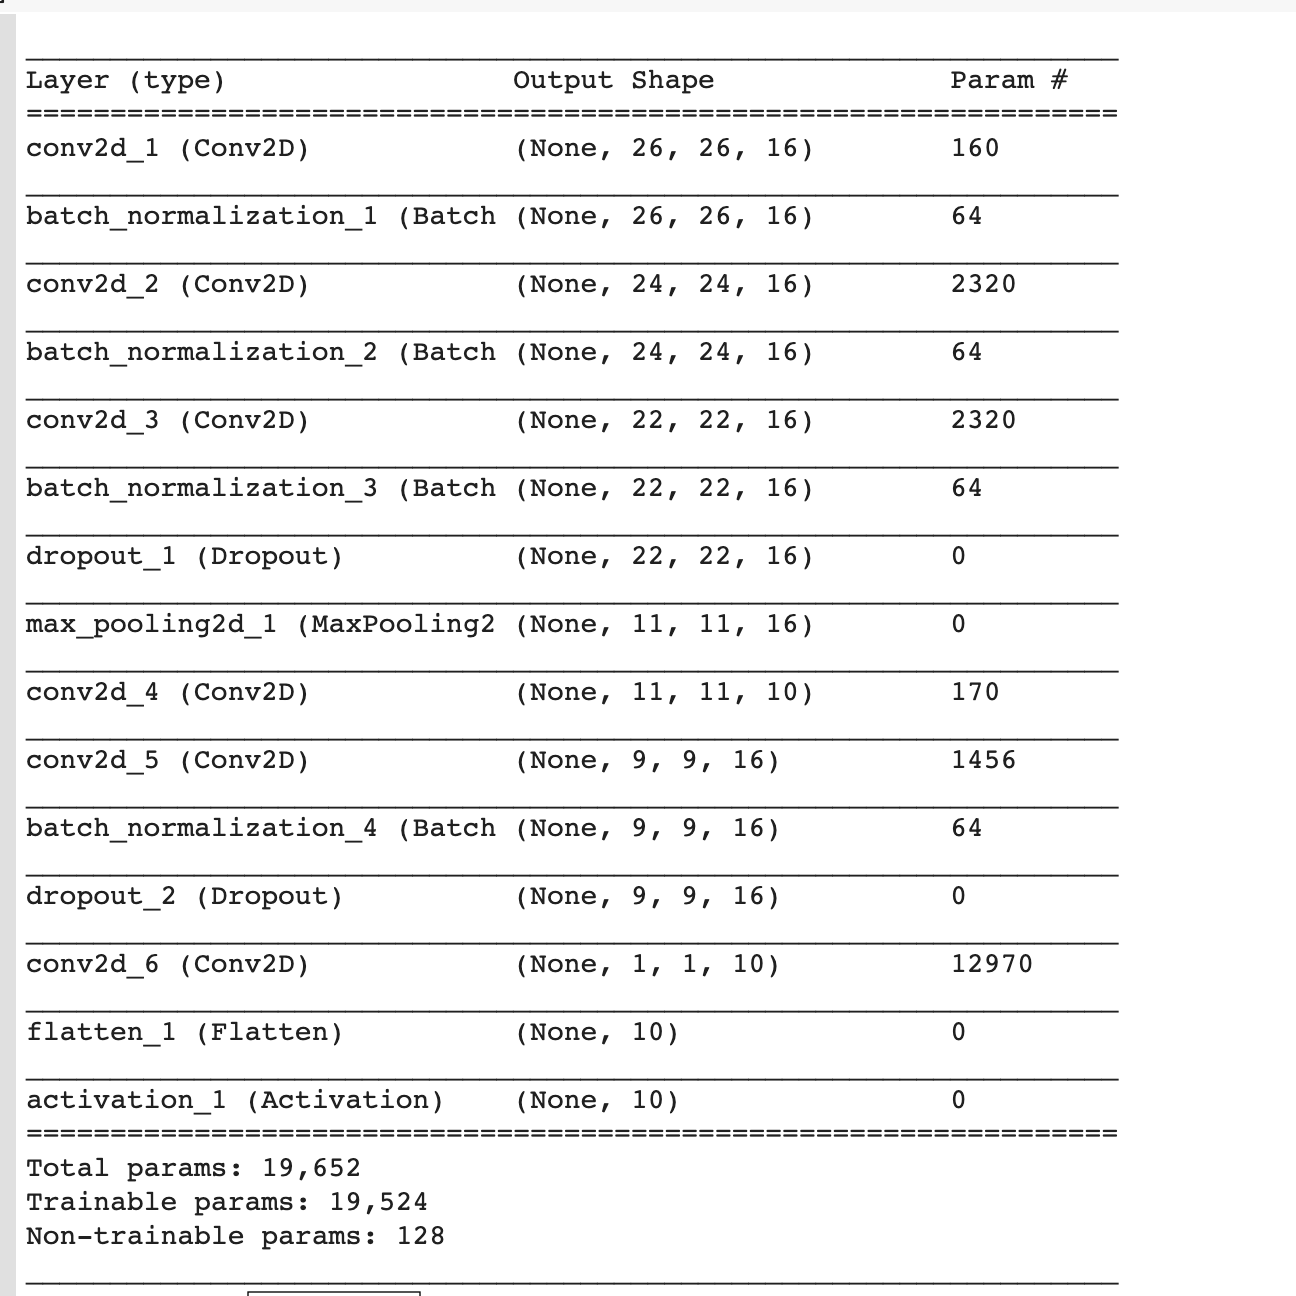 Layer (type) Output Shape Param #
=================================================================
conv2d_1 (Conv2D) (None, 26, 26, 16) 160
batch_normalization_1 (Batch (None, 26, 26, 16) 64
conv2d_2 (Conv2D) (None, 24, 24, 16) 2320
batch_normalization_2 (Batch (None, 24, 24, 16) 64
conv2d_3 (Conv2D) (None, 22, 22, 16) 2320
batch_normalization_3 (Batch (None, 22, 22, 16) 64
dropout_1 (Dropout) (None, 22, 22, 16) 0
max_pooling2d_1 (MaxPooling2 (None, 11, 11, 16) 0
conv2d_4 (Conv2D) (None, 11, 11, 10) 170
conv2d_5 (Conv2D) (None, 9, 9, 16) 1456
batch_normalization_4 (Batch (None, 9, 9, 16) 64
dropout_2 (Dropout) (None, 9, 9, 16) 0
conv2d_6 (Conv2D) (None, 1, 1, 10) 12970
flatten_1 (Flatten) (None, 10) 0
activation_1 (Activation) (None, 10) 0
=================================================================
Total params: 19,652
Trainable params: 19,524
Non-trainable params: 128